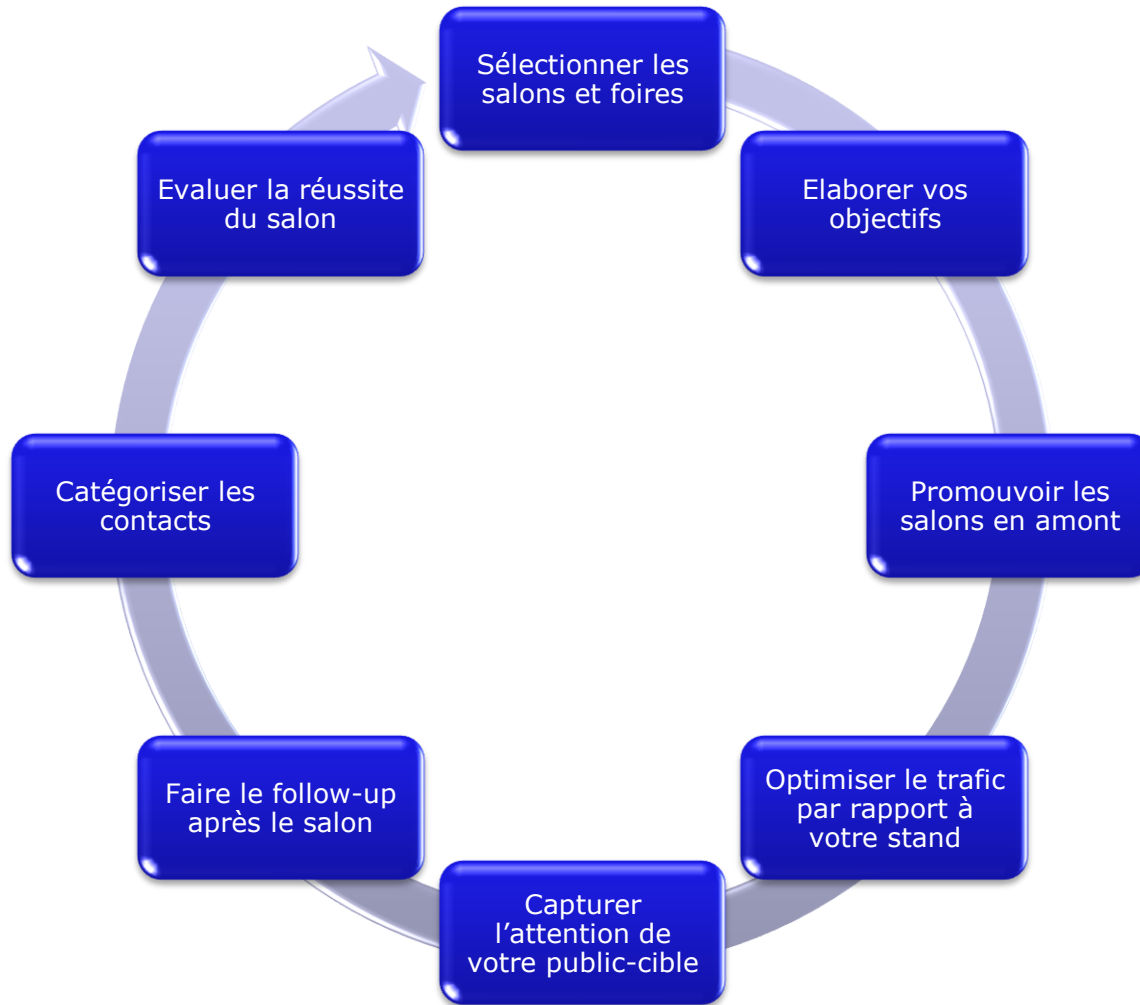 Sélectionner les
salons et foires
Elaborer vos
objectifs
Promouvoir les
salons en amont
Optimiser le trafic
par rapport à
votre stand
Capturer
l’attention de
votre public-cible
Faire le follow-up
après le salon
Catégoriser les
contacts
Evaluer la réussite
du salon